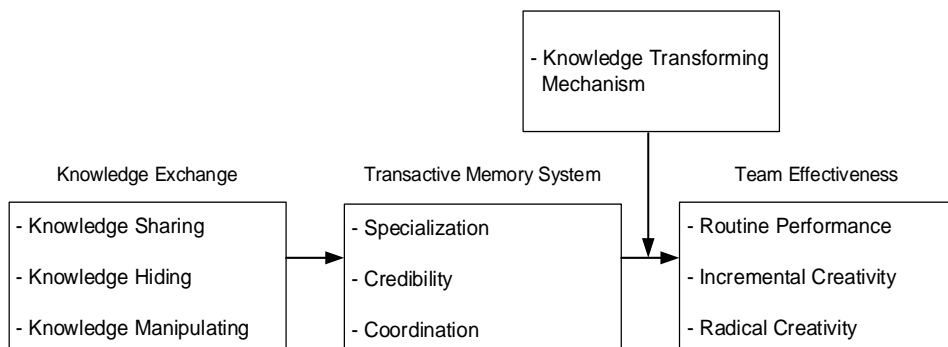 - Knowledge Transforming
Mechanism
Knowledge Exchange
Transactive Memory System
Team Effectiveness
- Knowledge Sharing
- Knowledge Hiding
- Knowledge Manipulating
- Specialization
- Credibility
- Coordination
- Routine Performance
- Incremental Creativity
- Radical Creativity